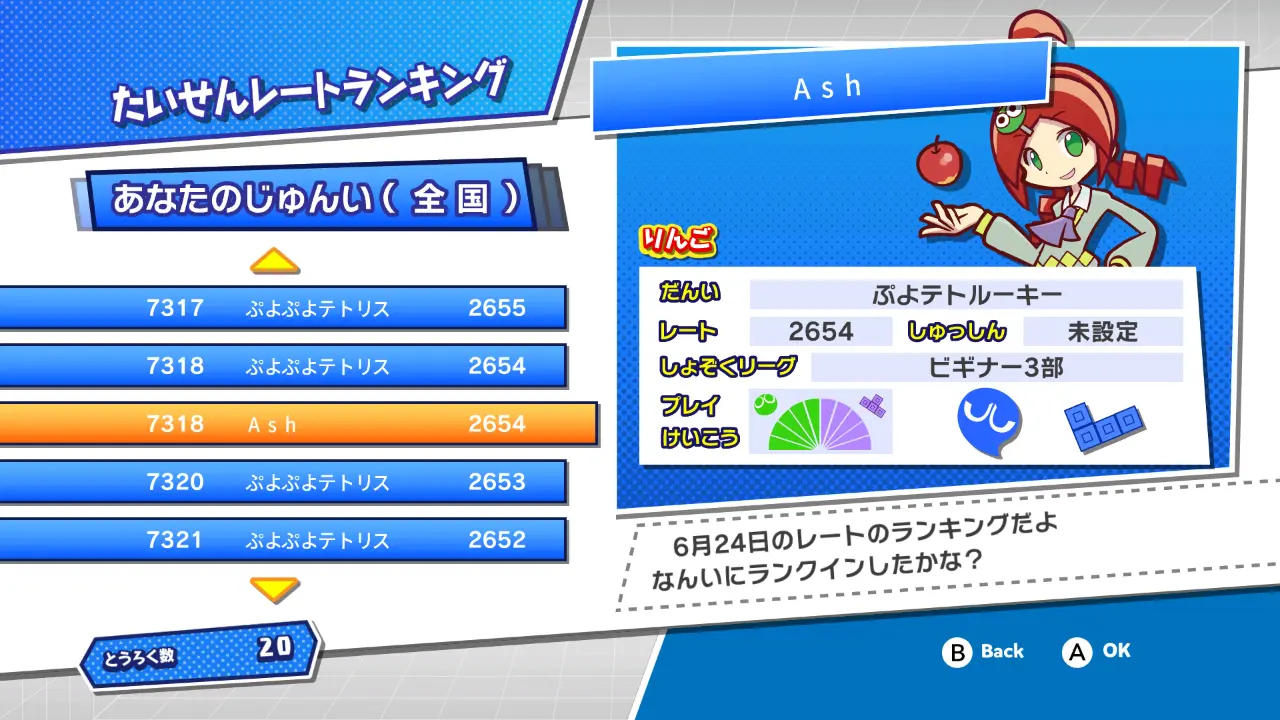 たいせんレートランキング
あなたのじゅんい( 全国 )
7317 ぷよぷよテトリス 2655
7318 ぷよぷよテトリス 2654
7318 Ash 2654
7320 ぷよぷよテトリス 2653
7321 ぷよぷよテトリス 2652
とうろく数 20
Ash
りんご
だんい ぷよテトルーキー
レート 2654 しゅっしん 未設定
しょぞくリーグ ビギナー3部
プレイ
けいこう
6月24日のレートのランキングだよ
なんいにランクインしたかな?
B Back A OK